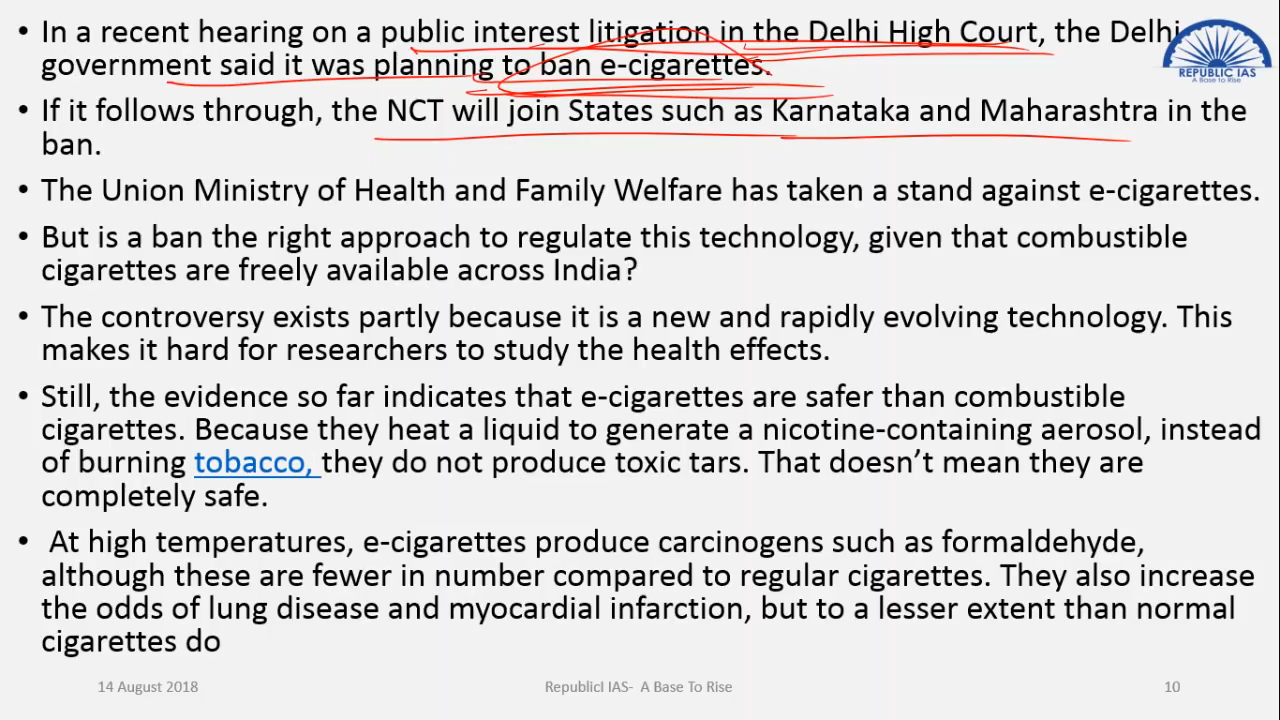 • In a recent hearing on a public interest litigation in the Delhi High Court, the Delhi
government said it was planning to ban e-cigarettes.
REPUBLIC IAS
A Base to Rise
• If it follows through, the NCT will join States such as Karnataka and Maharashtra in the
ban.
• The Union Ministry of Health and Family Welfare has taken a stand against e-cigarettes.
• But is a ban the right approach to regulate this technology, given that combustible
cigarettes are freely available across India?
• The controversy exists partly because it is a new and rapidly evolving technology. This
makes it hard for researchers to study the health effects.
• Still, the evidence so far indicates that e-cigarettes are safer than combustible
cigarettes. Because they heat a liquid to generate a nicotine-containing aerosol, instead
of burning tobacco, they do not produce toxic tars. That doesn’t mean they are
completely safe.
• At high temperatures, e-cigarettes produce carcinogens such as formaldehyde,
although these are fewer in number compared to regular cigarettes. They also increase
the odds of lung disease and myocardial infarction, but to a lesser extent than normal
cigarettes do
14 August 2018
RepublicI IAS- A Base To Rise
10